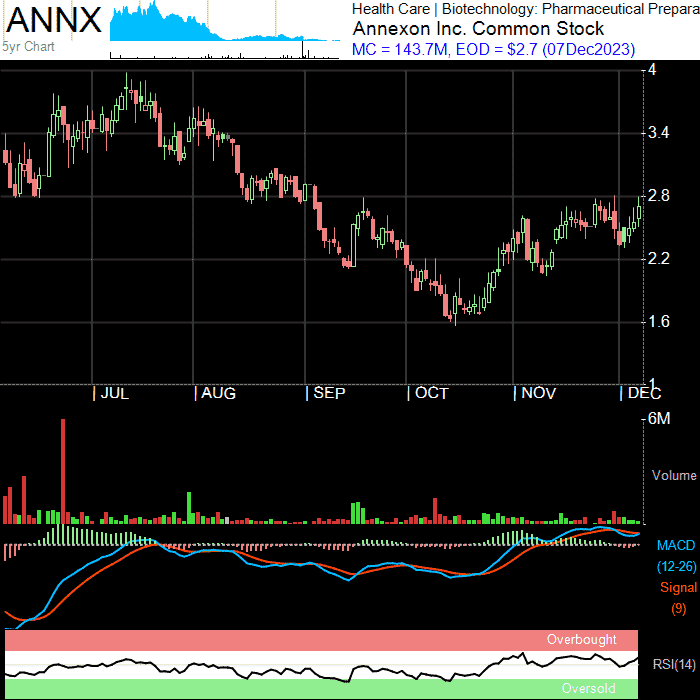 ANNX
5yr Chart
Health Care | Biotechnology: Pharmaceutical Prepara
Annexon Inc. Common Stock
MC = 143.7M, EOD = $2.7 (07Dec2023)
4
3.4
2.8
2.2
1.6
1
| JUL | AUG | SEP | OCT | NOV | DEC
6M
Volume
MACD
(12-26)
Signal
(9)
Overbought
RSI(14)
Oversold